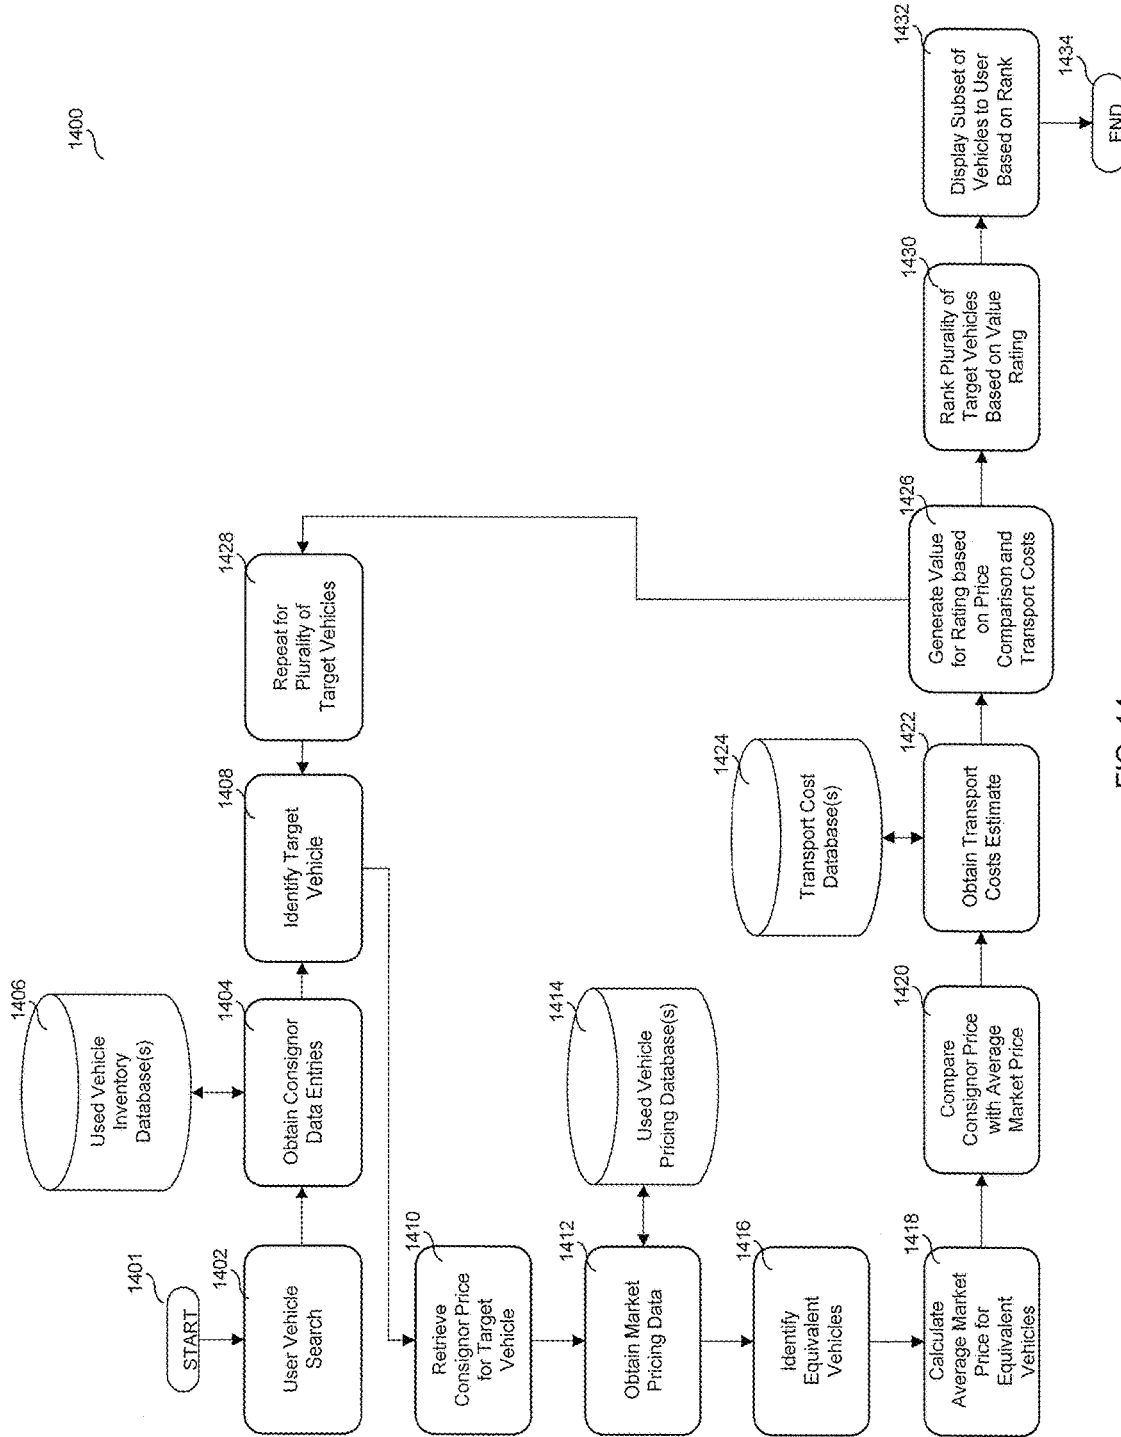 1400
1401
START
1402
User Vehicle
Search
1406
Used Vehicle
Inventory
Database(s)
1404
Obtain Consignor
Data Entries
1408
Identify Target
Vehicle
1428
Repeat for
Plurality of
Target Vehicles
1410
Retrieve
Consignor Price
for Target
Vehicle
1412
Obtain Market
Pricing Data
1414
Used Vehicle
Pricing Database(s)
1416
Identify
Equivalent
Vehicles
1418
Calculate
Average Market
Price for
Equivalent
Vehicles
1420
Compare
Consignor Price
with Average
Market Price
1422
Obtain Transport
Costs Estimate
1424
Transport Cost
Database(s)
1426
Generate Value
for Rating based
on Price
Comparison and
Transport Costs
1430
Rank Plurality of
Target Vehicles
Based on Value
Rating
1432
Display Subset of
Vehicles to User
Based on Rank
1434
END